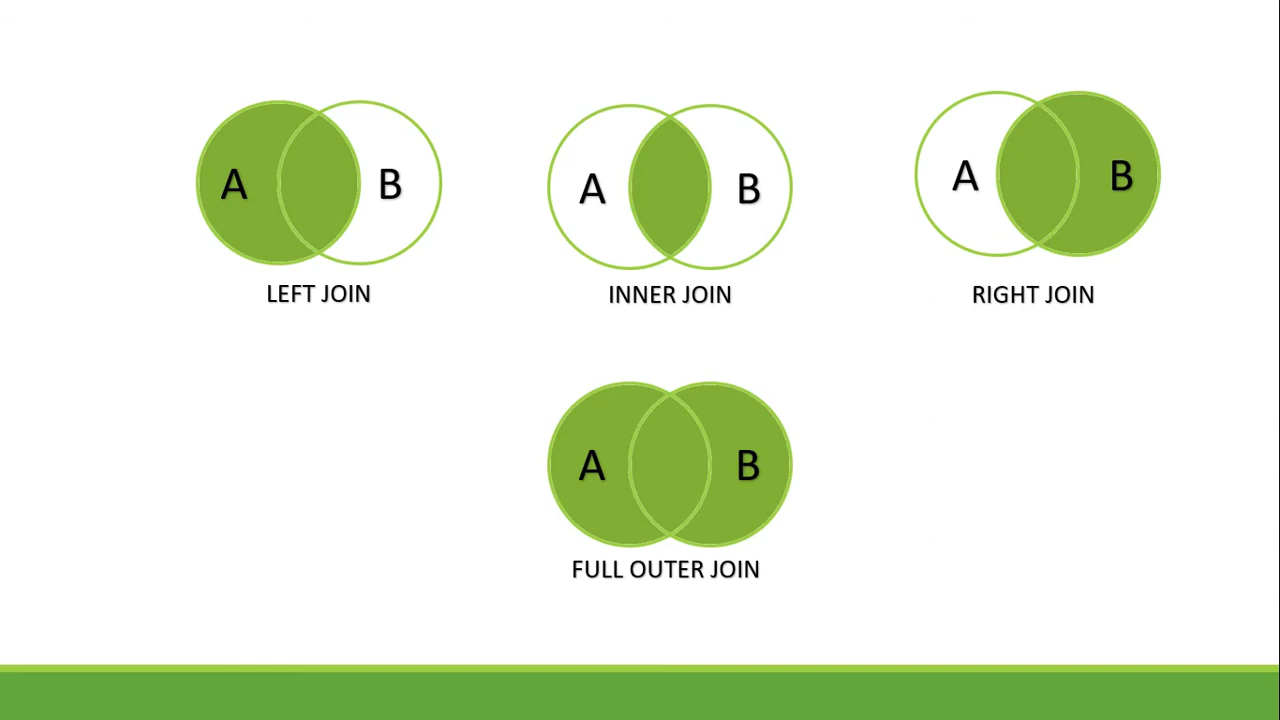 A B
LEFT JOIN
A B
INNER JOIN
A B
RIGHT JOIN
A B
FULL OUTER JOIN